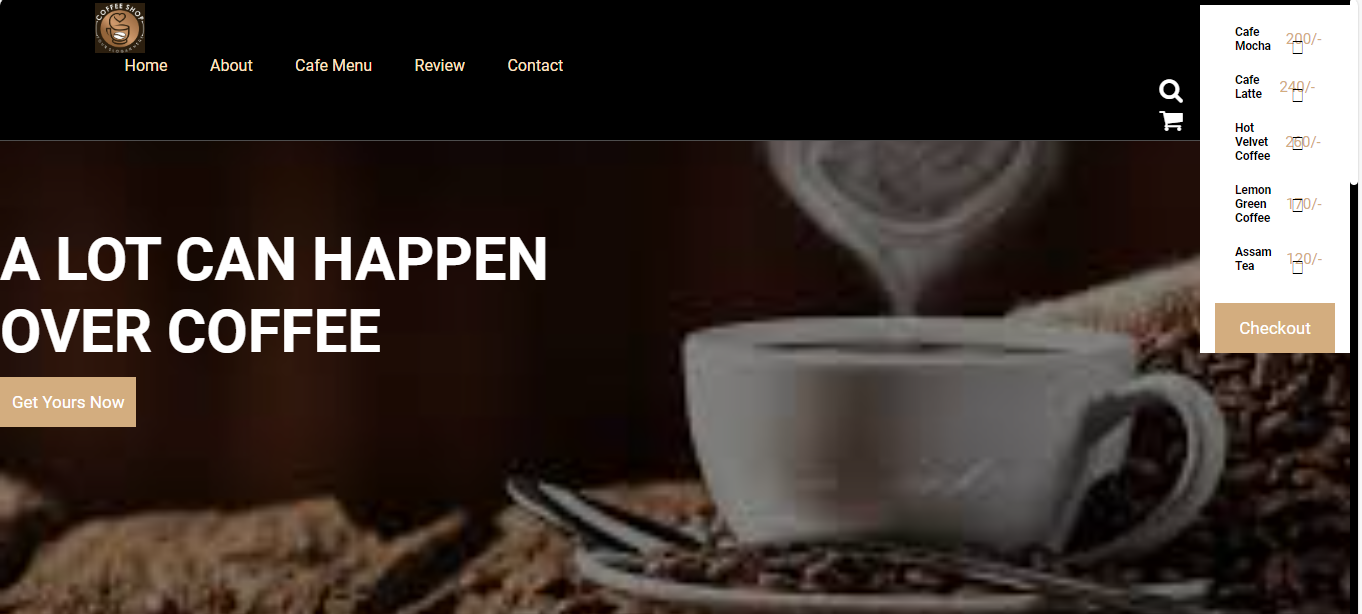 COFFEE SHOP
Home About Cafe Menu Review Contact
A LOT CAN HAPPEN
OVER COFFEE
Get Yours Now
Cafe
Mocha
200/-
Cafe
Latte
240/-
Hot
Velvet
Coffee
260/-
Lemon
Green
Coffee
170/-
Assam
Tea
120/-
Checkout